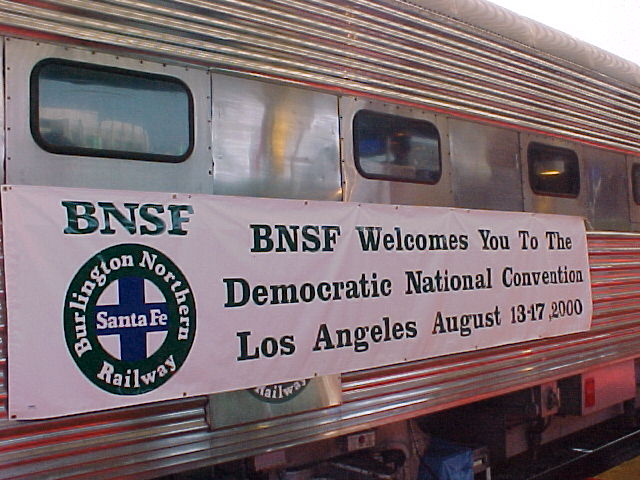 BNSF
Burlington Northern
Santa Fe
Railway
BNSF Welcomes You To The
Democratic National Convention
Los Angeles August 13-17,2000
Railway